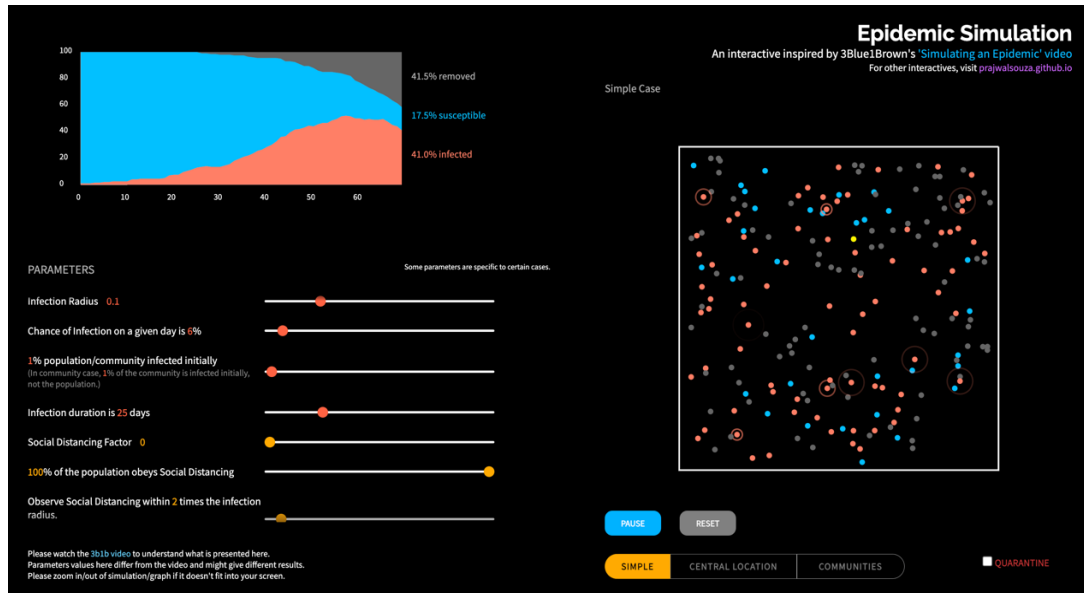 Epidemic Simulation
An interactive inspired by 3Blue1Brown's 'Simulating an Epidemic' video
For other interactives, visit prajwalsouza.github.io
Simple Case
100
80
60
40
20
0
0 10 20 30 40 50 60
41.5% removed
17.5% susceptible
41.0% infected
PARAMETERS
Some parameters are specific to certain cases.
Infection Radius 0.1
Chance of Infection on a given day is 6%
1% population/community infected initially
(In community case, 1% of the community is infected initially,
not the population.)
Infection duration is 25 days
Social Distancing Factor 0
100% of the population obeys Social Distancing
Observe Social Distancing within 2 times the infection
radius.
Please watch the 3b1b video to understand what is presented here.
Parameters values here differ from the video and might give different results.
Please zoom in/out of simulation/graph if it doesn't fit into your screen.
PAUSE
RESET
SIMPLE
CENTRAL LOCATION
COMMUNITIES
QUARANTINE